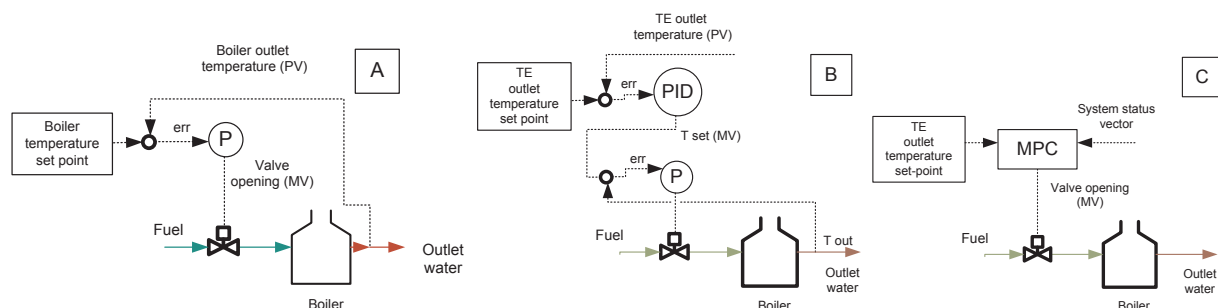 Boiler outlet
temperature (PV)
A
Boiler
temperature
set point
err
P
Valve
opening (MV)
Fuel
Outlet
water
Boiler
TE outlet
temperature (PV)
B
TE
outlet
temperature
set point
err
PID
T set (MV)
err
P
Fuel
T out
Outlet
water
Boiler
C
TE
outlet
temperature
set-point
MPC
System status
vector
Valve opening
(MV)
Fuel
Outlet
water
Boiler